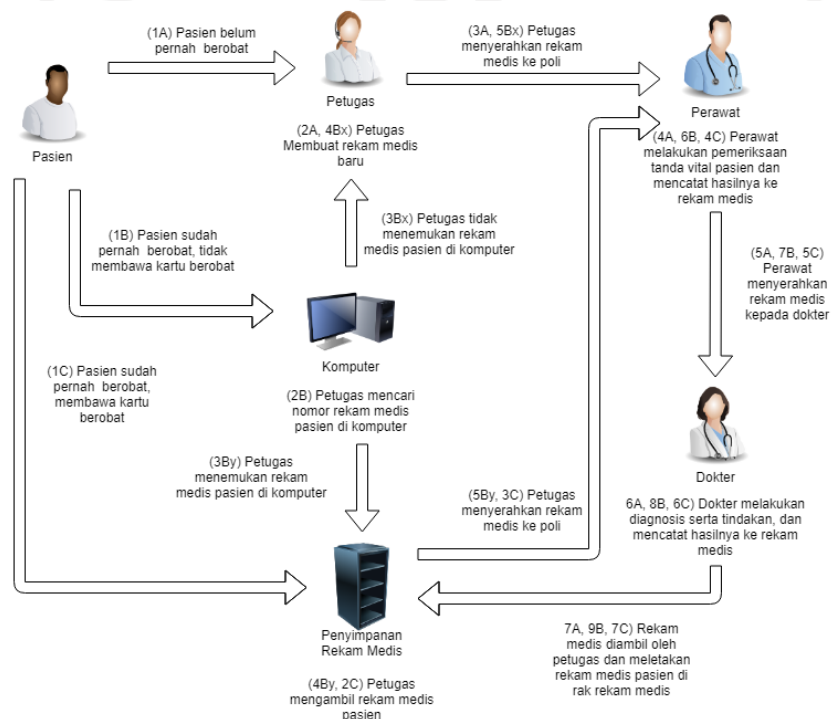 (1A) Pasien belum
pernah berobat
(3A, 5Bx) Petugas
menyerahkan rekam
medis ke poli
Petugas
Perawat
Pasien
(2A, 4Bx) Petugas
Membuat rekam medis
baru
(4A, 6B, 4C) Perawat
melakukan pemeriksaan
tanda vital pasien dan
mencatat hasilnya ke
rekam medis
(1B) Pasien sudah
pernah berobat, tidak
membawa kartu berobat
(3Bx) Petugas tidak
menemukan rekam
medis pasien di komputer
(5A, 7B, 5C)
Perawat
menyerahkan
rekam medis
kepada dokter
Komputer
(1C) Pasien sudah
pernah berobat,
membawa kartu
berobat
(2B) Petugas mencari
nomor rekam medis
pasien di komputer
(3By) Petugas
menemukan rekam
medis pasien di komputer
Dokter
(5By, 3C) Petugas
menyerahkan rekam
medis ke poli
6A, 8B, 6C) Dokter melakukan
diagnosis serta tindakan, dan
mencatat hasilnya ke rekam
medis
Penyimpanan
Rekam Medis
7A, 9B, 7C) Rekam
medis diambil oleh
petugas dan meletakan
rekam medis pasien di
rak rekam medis
(4By, 2C) Petugas
mengambil rekam medis
pasien